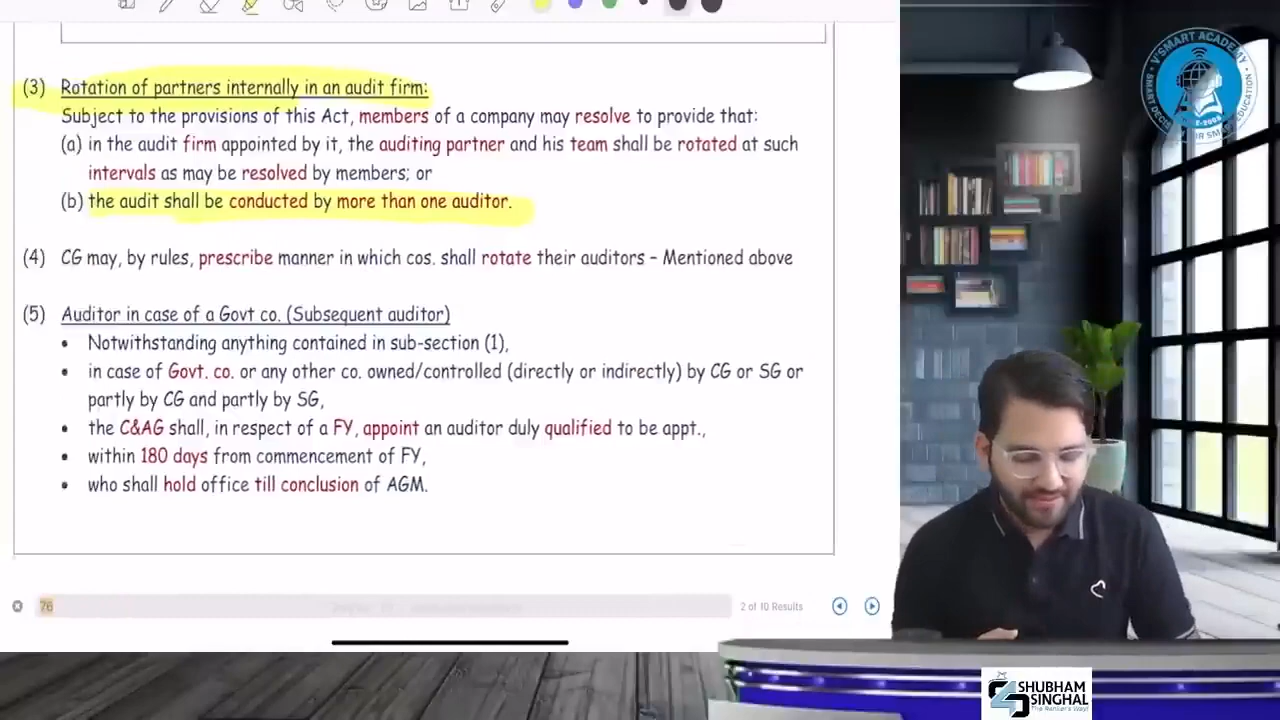 (3) Rotation of partners internally in an audit firm:
Subject to the provisions of this Act, members of a company may resolve to provide that:
(a) in the audit firm appointed by it, the auditing partner and his team shall be rotated at such
intervals as may be resolved by members; or
(b) the audit shall be conducted by more than one auditor.
(4) CG may, by rules, prescribe manner in which cos. shall rotate their auditors – Mentioned above
(5) Auditor in case of a Govt co. (Subsequent auditor)
• Notwithstanding anything contained in sub-section (1),
• in case of Govt. co. or any other co. owned/controlled (directly or indirectly) by CG or SG or
partly by CG and partly by SG,
• the C&AG shall, in respect of a FY, appoint an auditor duly qualified to be appt.,
• within 180 days from commencement of FY,
• who shall hold office till conclusion of AGM.
76
2 of 10 Results
V'SMART ACADEMY
SHUBHAM
SINGHAL
The Ranker's Way!